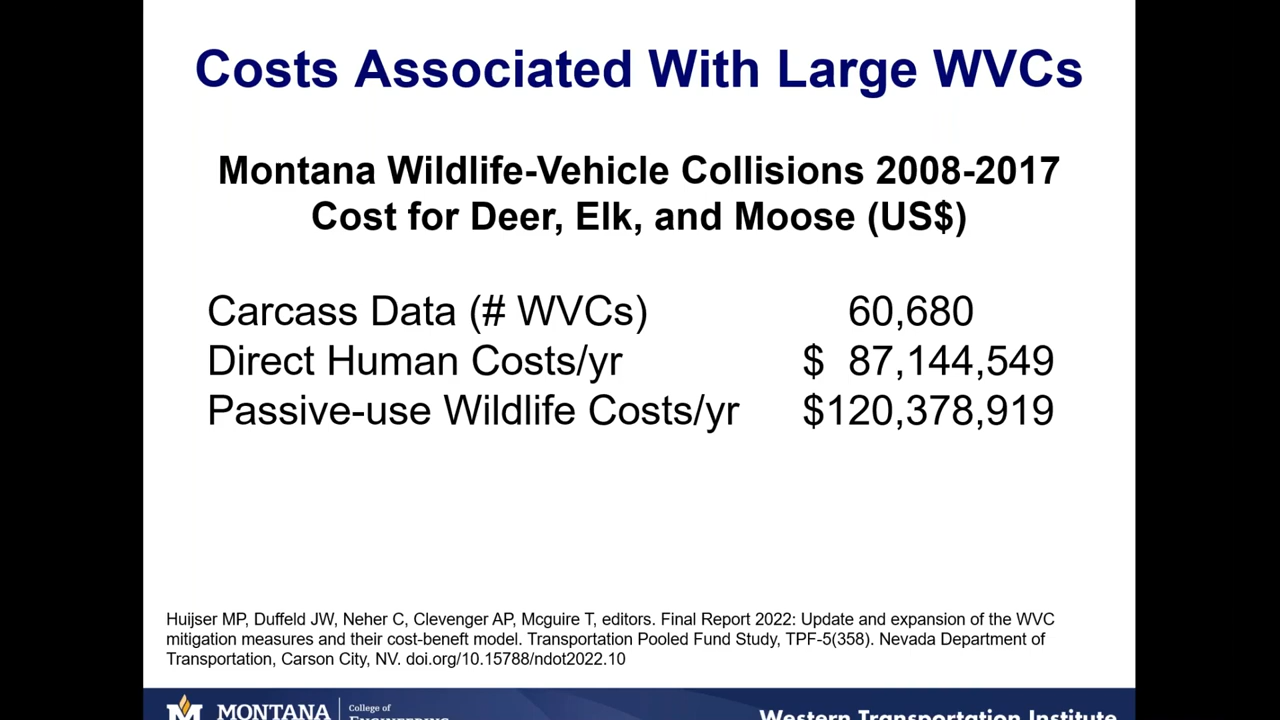 Costs Associated With Large WVCs
Montana Wildlife-Vehicle Collisions 2008-2017
Cost for Deer, Elk, and Moose (US$)
Carcass Data (# WVCs) 60,680
Direct Human Costs/yr $ 87,144,549
Passive-use Wildlife Costs/yr $120,378,919
Huijser MP, Duffeld JW, Neher C, Clevenger AP, Mcguire T, editors. Final Report 2022: Update and expansion of the WVC
mitigation measures and their cost-beneft model. Transportation Pooled Fund Study, TPF-5(358). Nevada Department of
Transportation, Carson City, NV. doi.org/10.15788/ndot2022.10
M MONTANA College of
ENGINEERING Western Transportation Institute